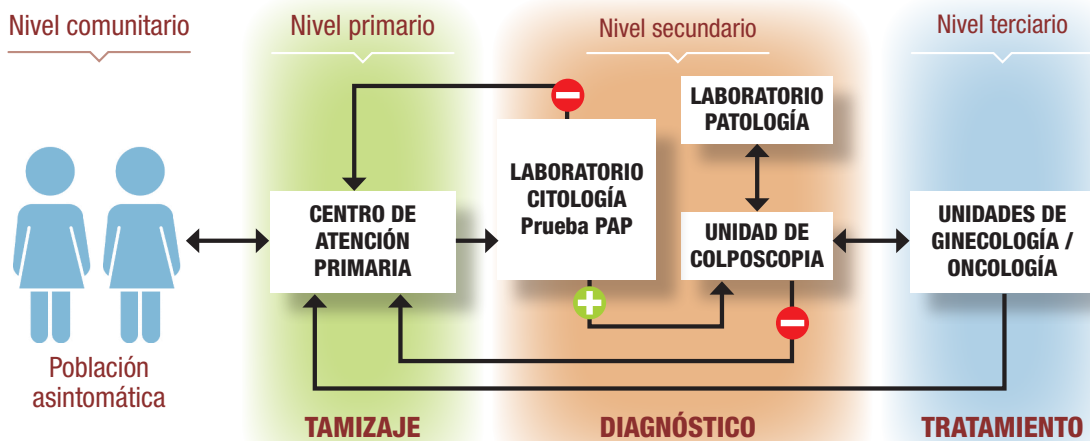 Nivel comunitario
Nivel primario
Nivel secundario
Nivel terciario
LABORATORIO
PATOLOGÍA
LABORATORIO
CITOLOGÍA
Prueba PAP
CENTRO DE
ATENCIÓN
PRIMARIA
UNIDAD DE
COLPOSCOPIA
UNIDADES DE
GINECOLOGÍA /
ONCOLOGÍA
Población
asintomática
TAMIZAJE
DIAGNÓSTICO
TRATAMIENTO